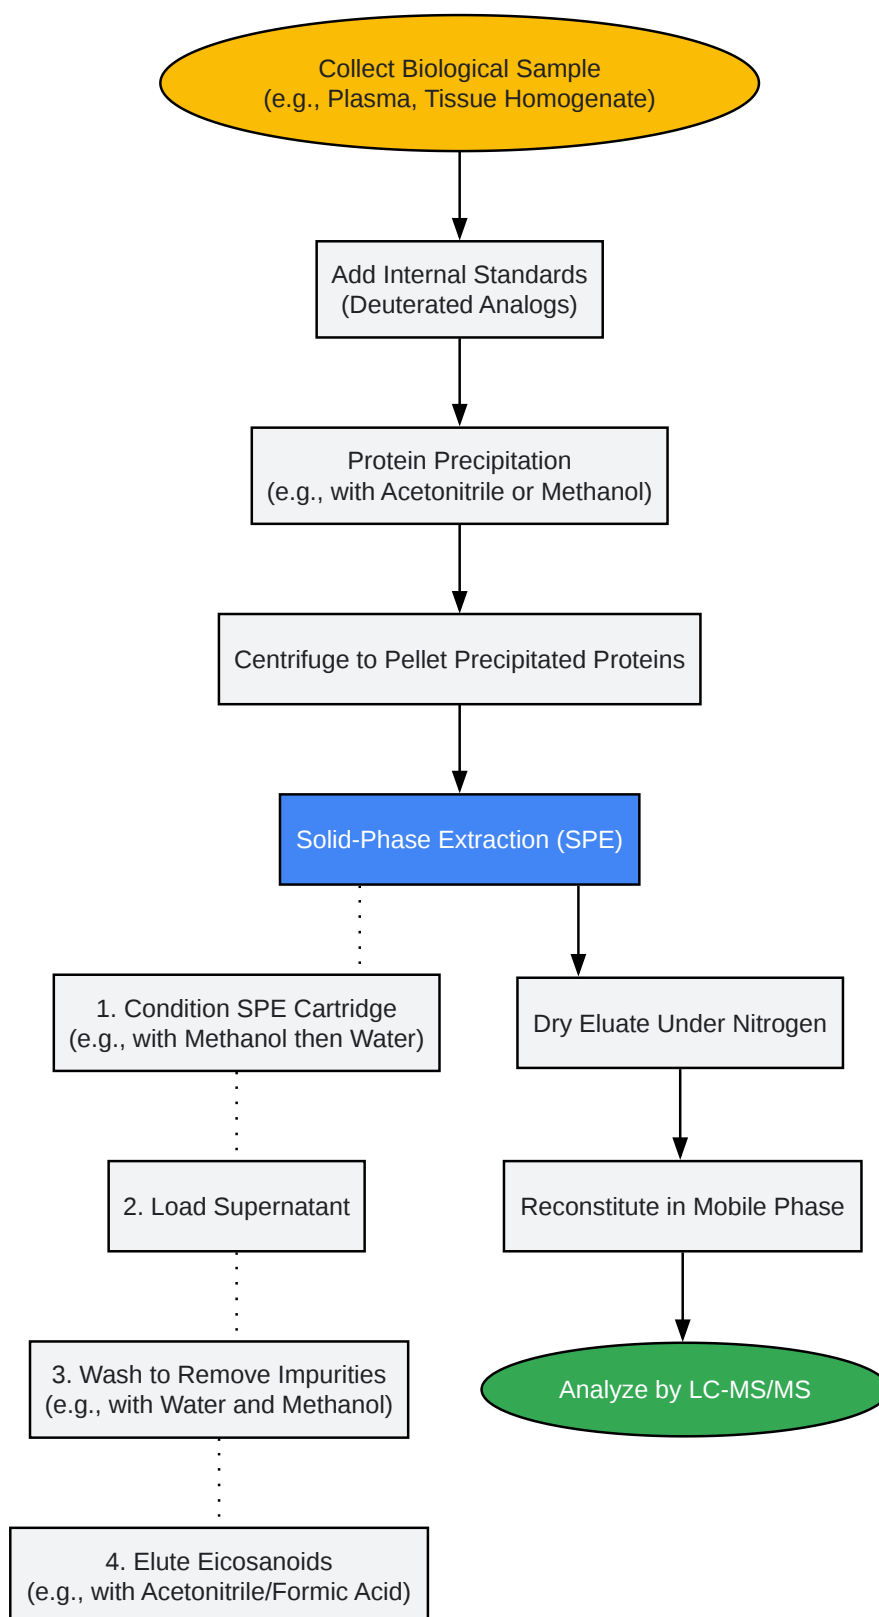 Collect Biological Sample
(e.g., Plasma, Tissue Homogenate)
Add Internal Standards
(Deuterated Analogs)
Protein Precipitation
(e.g., with Acetonitrile or Methanol)
Centrifuge to Pellet Precipitated Proteins
Solid-Phase Extraction (SPE)
1. Condition SPE Cartridge
(e.g., with Methanol then Water)
2. Load Supernatant
3. Wash to Remove Impurities
(e.g., with Water and Methanol)
4. Elute Eicosanoids
(e.g., with Acetonitrile/Formic Acid)
Dry Eluate Under Nitrogen
Reconstitute in Mobile Phase
Analyze by LC-MS/MS